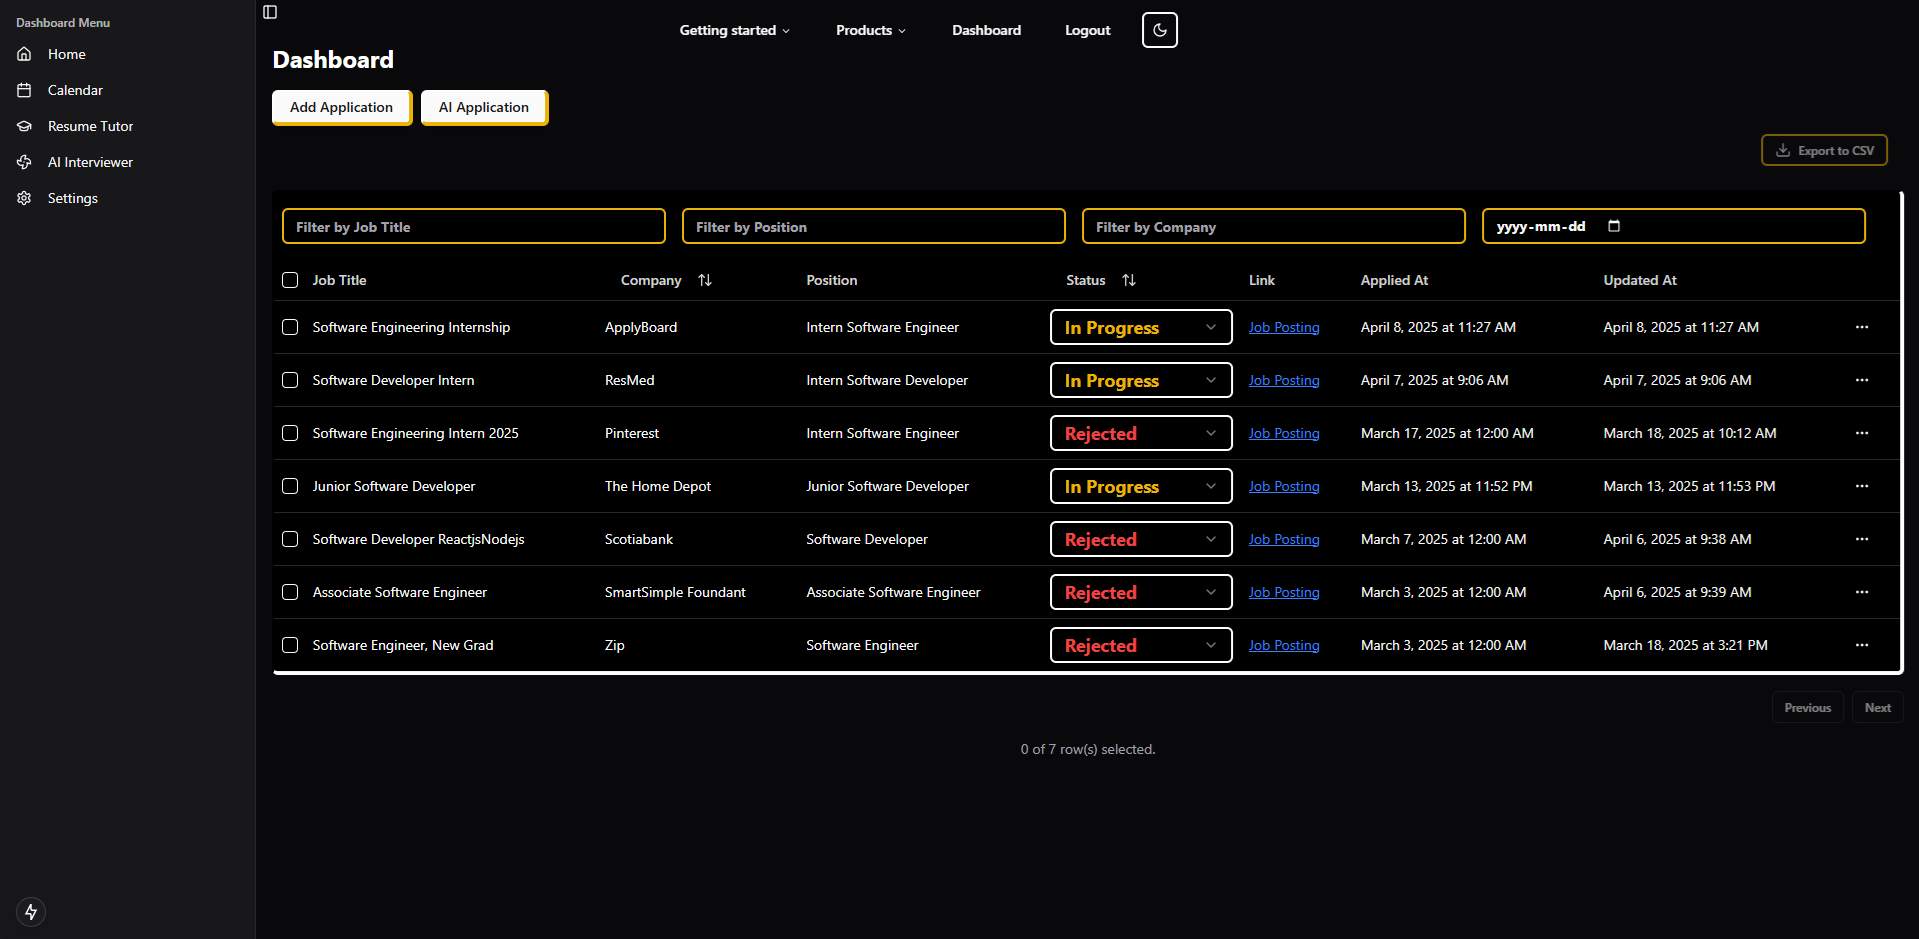 Dashboard Menu
Home
Calendar
Resume Tutor
AI Interviewer
Settings
Getting started Products Dashboard Logout
Dashboard
Add Application AI Application
Export to CSV
Filter by Job Title Filter by Position Filter by Company yyyy-mm-dd
Job Title Company Position Status Link Applied At Updated At
Software Engineering Internship ApplyBoard Intern Software Engineer In Progress Job Posting April 8, 2025 at 11:27 AM April 8, 2025 at 11:27 AM ...
Software Developer Intern ResMed Intern Software Developer In Progress Job Posting April 7, 2025 at 9:06 AM April 7, 2025 at 9:06 AM ...
Software Engineering Intern 2025 Pinterest Intern Software Engineer Rejected Job Posting March 17, 2025 at 12:00 AM March 18, 2025 at 10:12 AM ...
Junior Software Developer The Home Depot Junior Software Developer In Progress Job Posting March 13, 2025 at 11:52 PM March 13, 2025 at 11:53 PM ...
Software Developer ReactjsNodejs Scotiabank Software Developer Rejected Job Posting March 7, 2025 at 12:00 AM April 6, 2025 at 9:38 AM ...
Associate Software Engineer SmartSimple Foundant Associate Software Engineer Rejected Job Posting March 3, 2025 at 12:00 AM April 6, 2025 at 9:39 AM ...
Software Engineer, New Grad Zip Software Engineer Rejected Job Posting March 3, 2025 at 12:00 AM March 18, 2025 at 3:21 PM ...
Previous Next
0 of 7 row(s) selected.